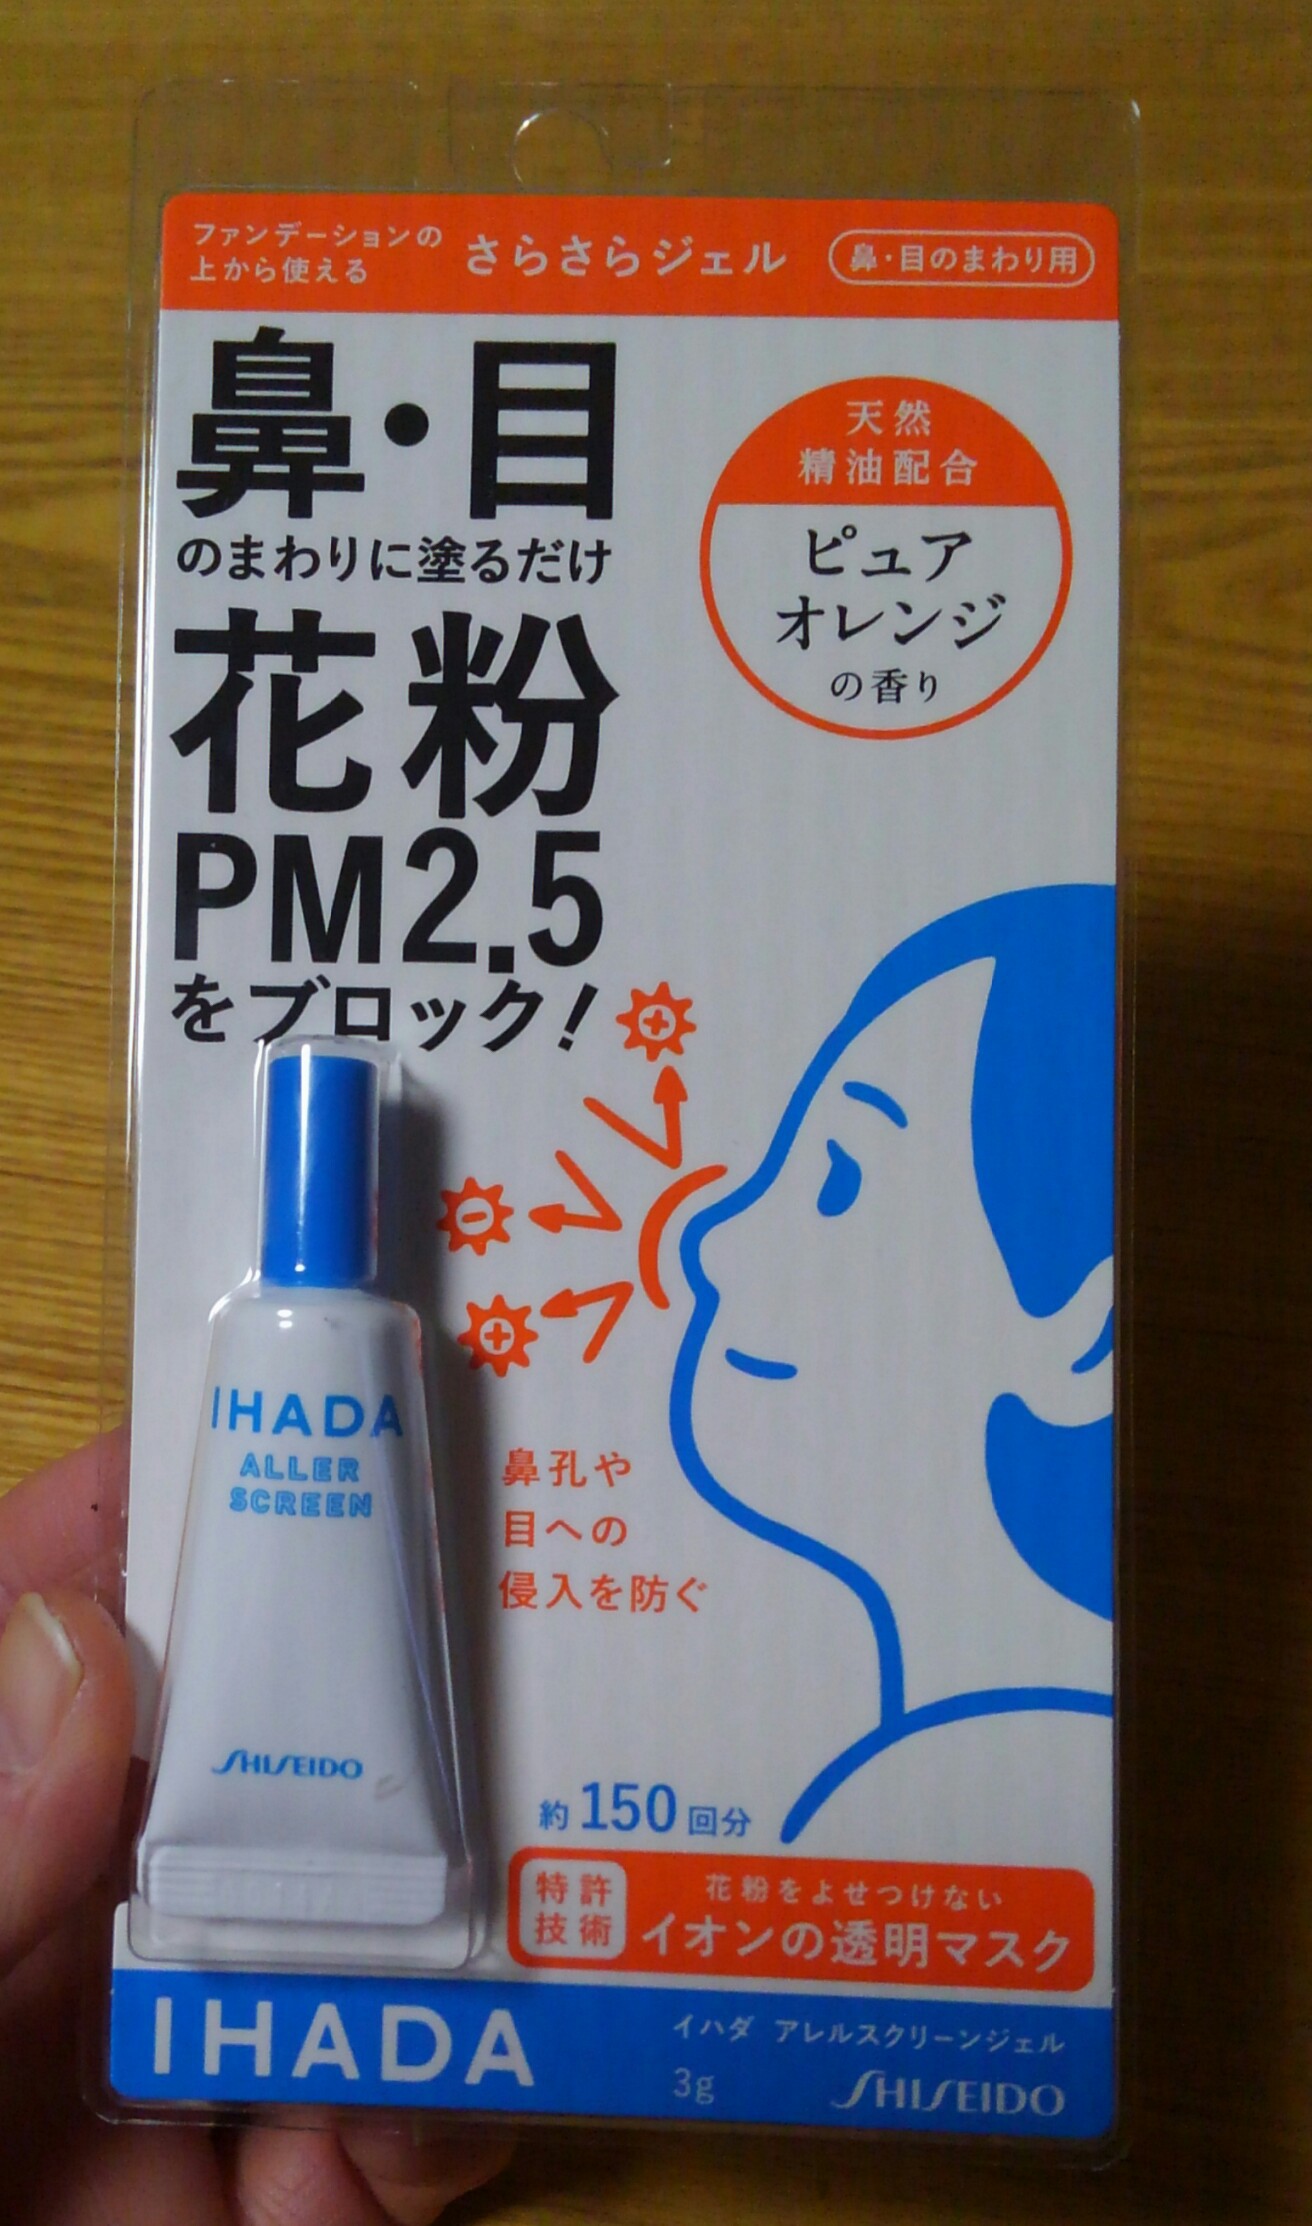 ファンデーションの
上から使える
さらさらジェル
鼻・目のまわり用
鼻・目
のまわりに塗るだけ
花粉
PM2.5
をブロック!
天然
精油配合
ピュア
オレンジ
の香り
鼻孔や
目への
侵入を防ぐ
IHADA
ALLER
SCREEN
SHISEIDO
約150回分
特許
技術
花粉をよせつけない
イオンの透明マスク
IHADA
イハダ アレルスクリーンジェル
3g
SHISEIDO